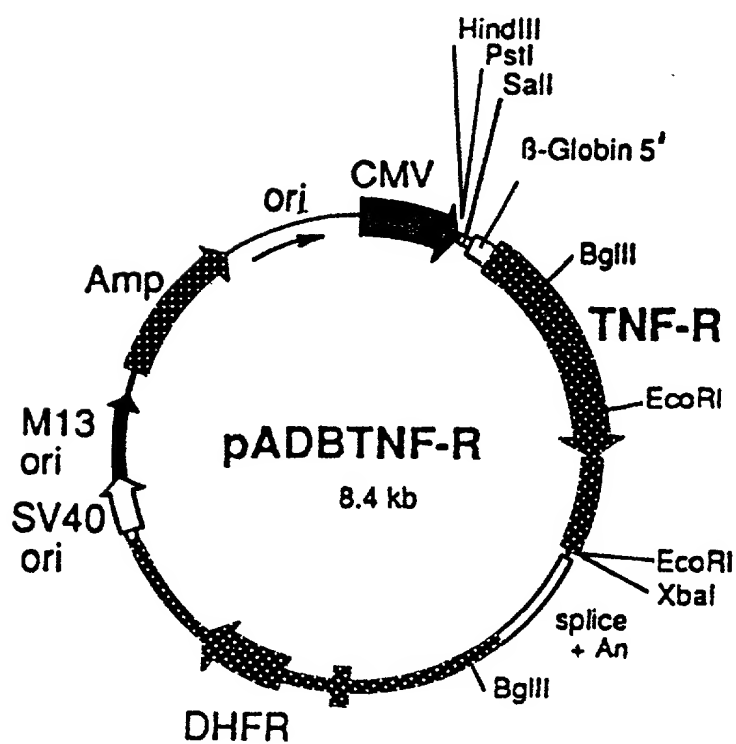 HindIII
PstI
SalI
β-Globin 5'
CMV
ori
BglII
Amp
TNF-R
EcoRI
M13
ori
pADBTNF-R
8.4 kb
SV40
ori
EcoRI
XbaI
splice
+ An
BglII
DHFR